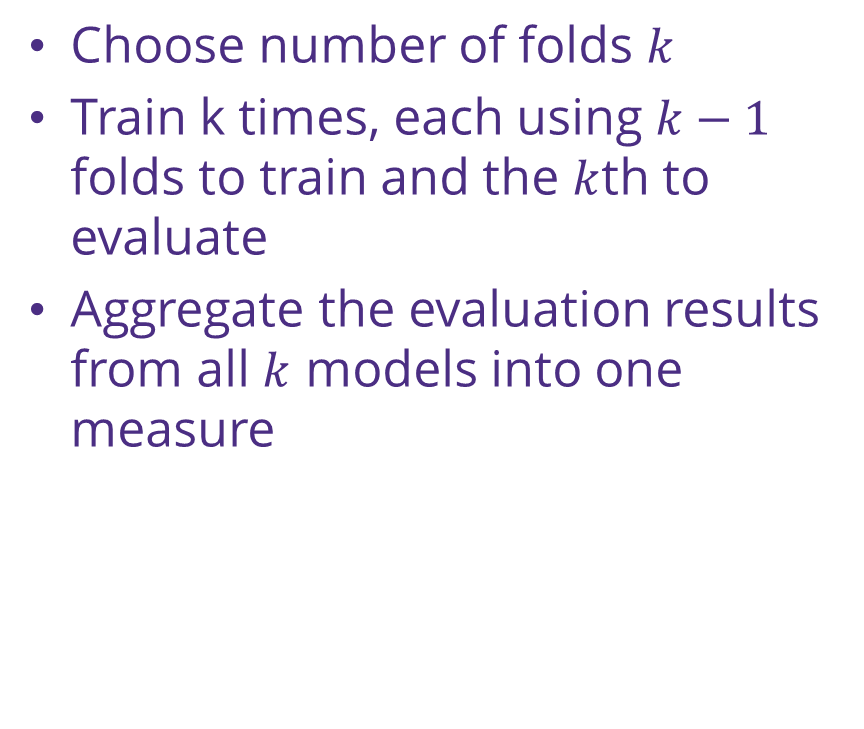 • Choose number of folds 𝑘
• Train k times, each using 𝑘 − 1
folds to train and the 𝑘th to
evaluate
• Aggregate the evaluation results
from all 𝑘 models into one
measure